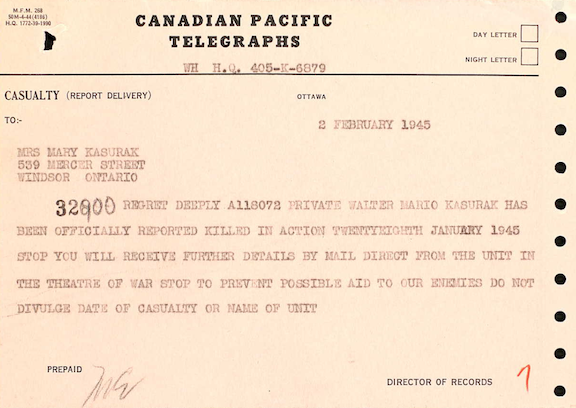 M.F.M. 268
50M-4-44 (4186)
H.Q. 1772-39-1990
CANADIAN PACIFIC
TELEGRAPHS
DAY LETTER
NIGHT LETTER
WH H.Q. 405-K-6879
CASUALTY (REPORT DELIVERY)
OTTAWA
TO:-
2 FEBRUARY 1945
MRS MARY KASURAK
539 MERCER STREET
WINDSOR ONTARIO
32900 REGRET DEEPLY A118072 PRIVATE WALTER MARIO KASURAK HAS
BEEN OFFICIALLY REPORTED KILLED IN ACTION TWENTYEIGHTH JANUARY 1945
STOP YOU WILL RECEIVE FURTHER DETAILS BY MAIL DIRECT FROM THE UNIT IN
THE THEATRE OF WAR STOP TO PREVENT POSSIBLE AID TO OUR ENEMIES DO NOT
DIVULGE DATE OF CASUALTY OR NAME OF UNIT
PREPAID
DIRECTOR OF RECORDS